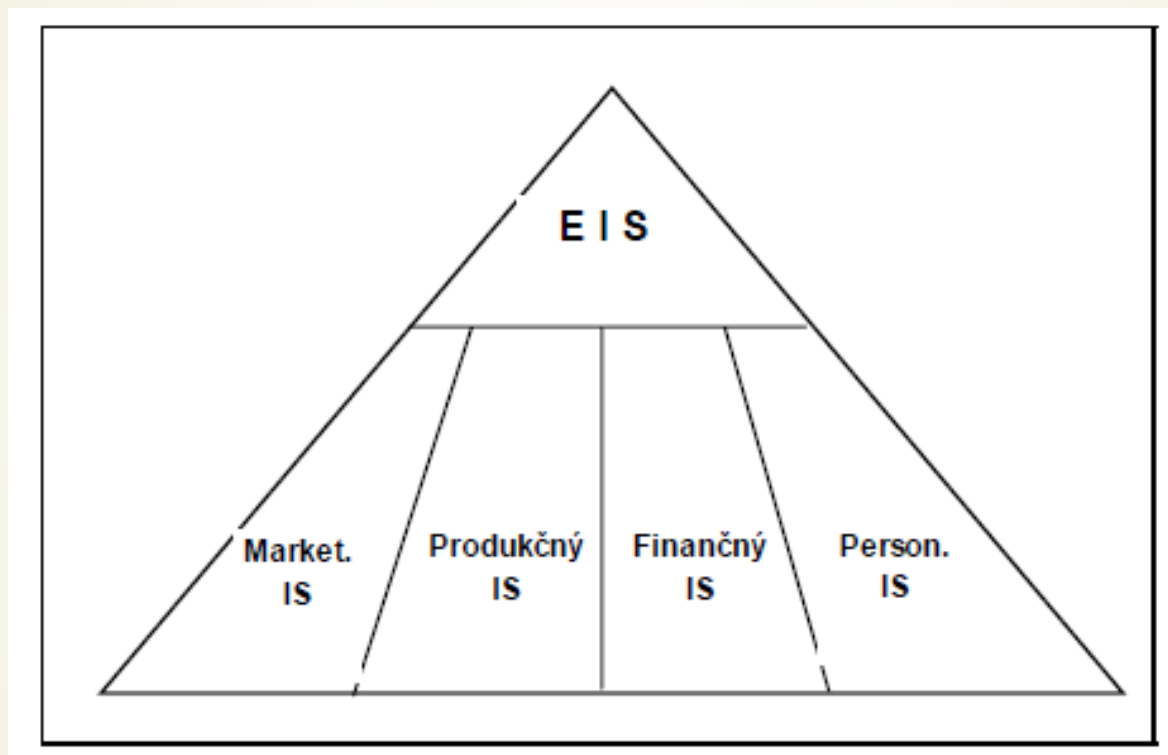 E I S
Market.
IS
Produkčný
IS
Finančný
IS
Person.
IS